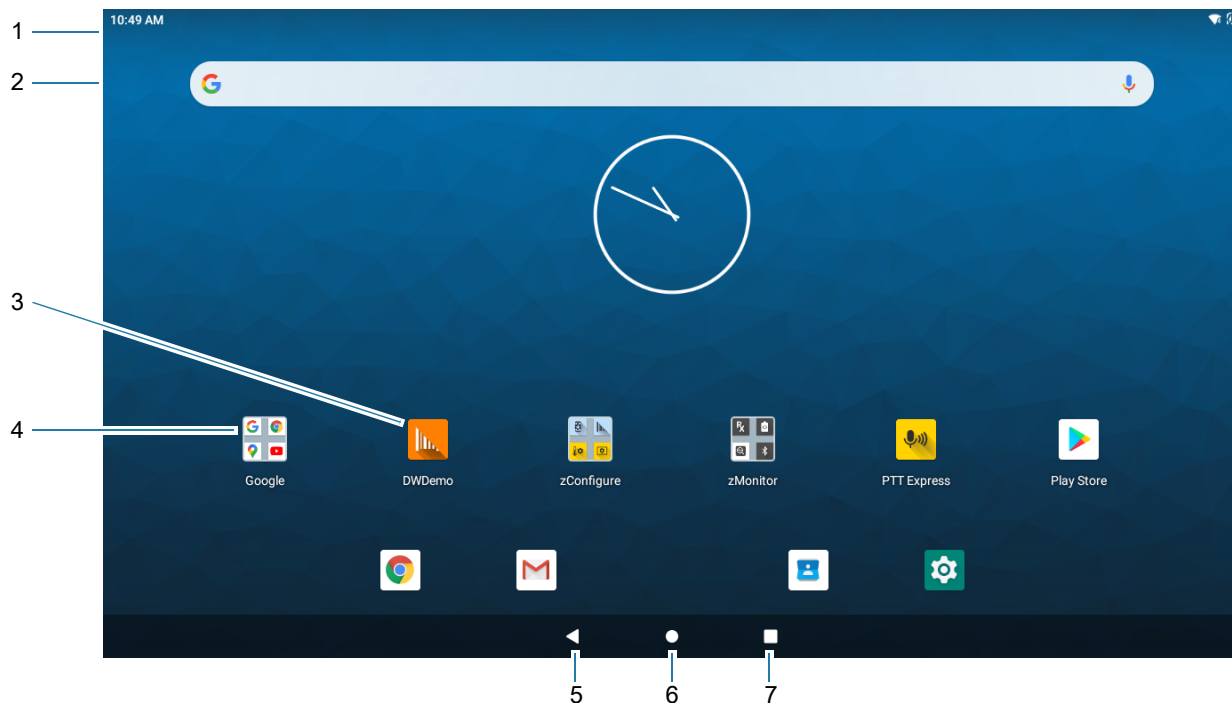 10:49 AM
1
2
3
4
Google
DWDemo
zConfigure
zMonitor
PTT Express
Play Store
5
6
7